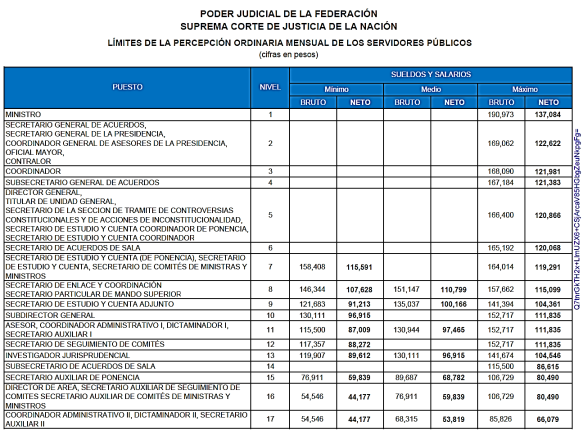 PODER JUDICIAL DE LA FEDERACIÓN
SUPREMA CORTE DE JUSTICIA DE LA NACIÓN
LÍMITES DE LA PERCEPCIÓN ORDINARIA MENSUAL DE LOS SERVIDORES PÚBLICOS
(cifras en pesos)
PUESTO NIVEL SUELDOS Y SALARIOS
Mínimo Medio Máximo
BRUTO NETO BRUTO NETO BRUTO NETO
MINISTRO 1 190,973 137,084
SECRETARIO GENERAL DE ACUERDOS,
SECRETARIO GENERAL DE LA PRESIDENCIA,
COORDINADOR GENERAL DE ASESORES DE LA PRESIDENCIA,
OFICIAL MAYOR,
CONTRALOR
2 169,062 122,622
COORDINADOR 3 168,090 121,981
SUBSECRETARIO GENERAL DE ACUERDOS 4 167,184 121,383
DIRECTOR GENERAL,
TITULAR DE UNIDAD GENERAL,
SECRETARIO DE LA SECCION DE TRAMITE DE CONTROVERSIAS
CONSTITUCIONALES Y DE ACCIONES DE INCONSTITUCIONALIDAD,
SECRETARIO DE ESTUDIO Y CUENTA COORDINADOR DE PONENCIA,
SECRETARIO DE ESTUDIO Y CUENTA COORDINADOR
5 166,400 120,866
SECRETARIO DE ACUERDOS DE SALA 6 165,192 120,068
SECRETARIO DE ESTUDIO Y CUENTA (DE PONENCIA), SECRETARIO
DE ESTUDIO Y CUENTA, SECRETARIO DE COMITÉS DE MINISTRAS Y
MINISTROS
7 158,408 115,591 164,014 119,291
SECRETARIO DE ENLACE Y COORDINACIÓN
SECRETARIO PARTICULAR DE MANDO SUPERIOR
8 146,344 107,628 151,147 110,799 157,662 115,099
SECRETARIO DE ESTUDIO Y CUENTA ADJUNTO 9 121,683 91,213 135,037 100,166 141,394 104,361
SUBDIRECTOR GENERAL 10 130,111 96,915 152,717 111,835
ASESOR, COORDINADOR ADMINISTRATIVO I, DICTAMINADOR I,
SECRETARIO AUXILIAR I
11 115,500 87,009 130,944 97,465 152,717 111,835
SECRETARIO DE SEGUIMIENTO DE COMITÉS 12 117,357 88,272 152,717 111,835
INVESTIGADOR JURISPRUDENCIAL 13 119,907 89,612 130,111 96,915 141,674 104,546
SUBSECRETARIO DE ACUERDOS DE SALA 14 115,500 86,615
SECRETARIO AUXILIAR DE PONENCIA 15 76,911 59,839 89,687 68,782 106,729 80,490
DIRECTOR DE AREA, SECRETARIO AUXILIAR DE SEGUIMIENTO DE
COMITES SECRETARIO AUXILIAR DE COMITÉS DE MINISTRAS Y
MINISTROS
16 54,546 44,177 76,911 59,839 106,729 80,490
COORDINADOR ADMINISTRATIVO II, DICTAMINADOR II, SECRETARIO
AUXILIAR II
17 54,546 44,177 68,315 53,819 85,826 66,079